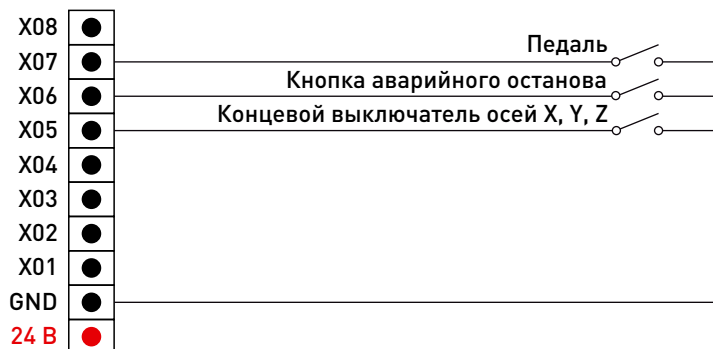 X08
X07 Педаль
X06 Кнопка аварийного останова
X05 Концевой выключатель осей X, Y, Z
X04
X03
X02
X01
GND
24 В